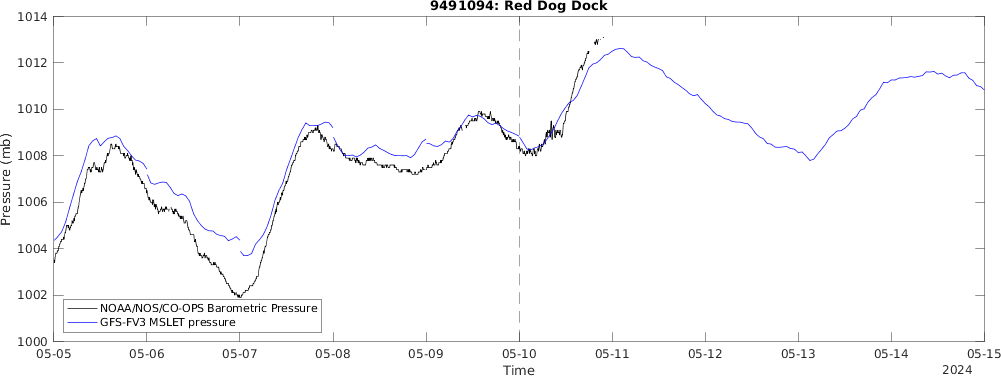 9491094: Red Dog Dock
Pressure (mb)
1014
1012
1010
1008
1006
1004
1002
1000
NOAA/NOS/CO-OPS Barometric Pressure
GFS-FV3 MSLET pressure
05-05 05-06 05-07 05-08 05-09 05-10 05-11 05-12 05-13 05-14 05-15
Time
2024